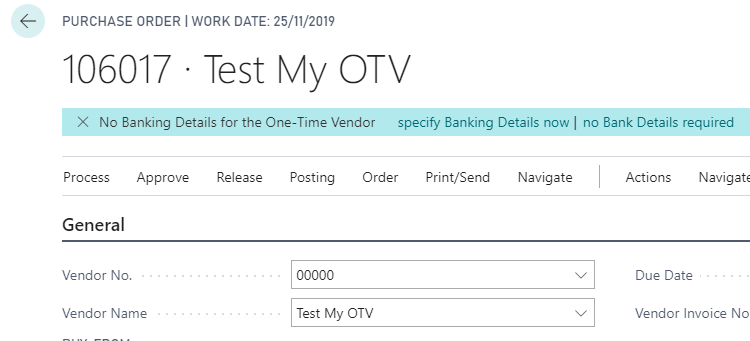 PURCHASE ORDER | WORK DATE: 25/11/2019
106017 · Test My OTV
No Banking Details for the One-Time Vendor specify Banking Details now | no Bank Details required
Process Approve Release Posting Order Print/Send Navigate Actions Navigate
General
Vendor No. 00000 Due Date
Vendor Name Test My OTV Vendor Invoice No
BUY-FROM